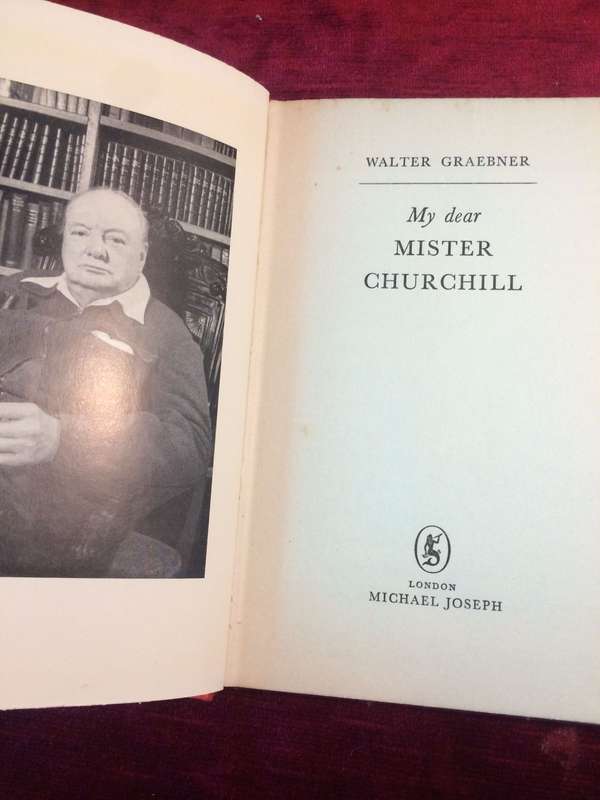 WALTER GRAEBNER
My dear
MISTER
CHURCHILL
LONDON
MICHAEL JOSEPH